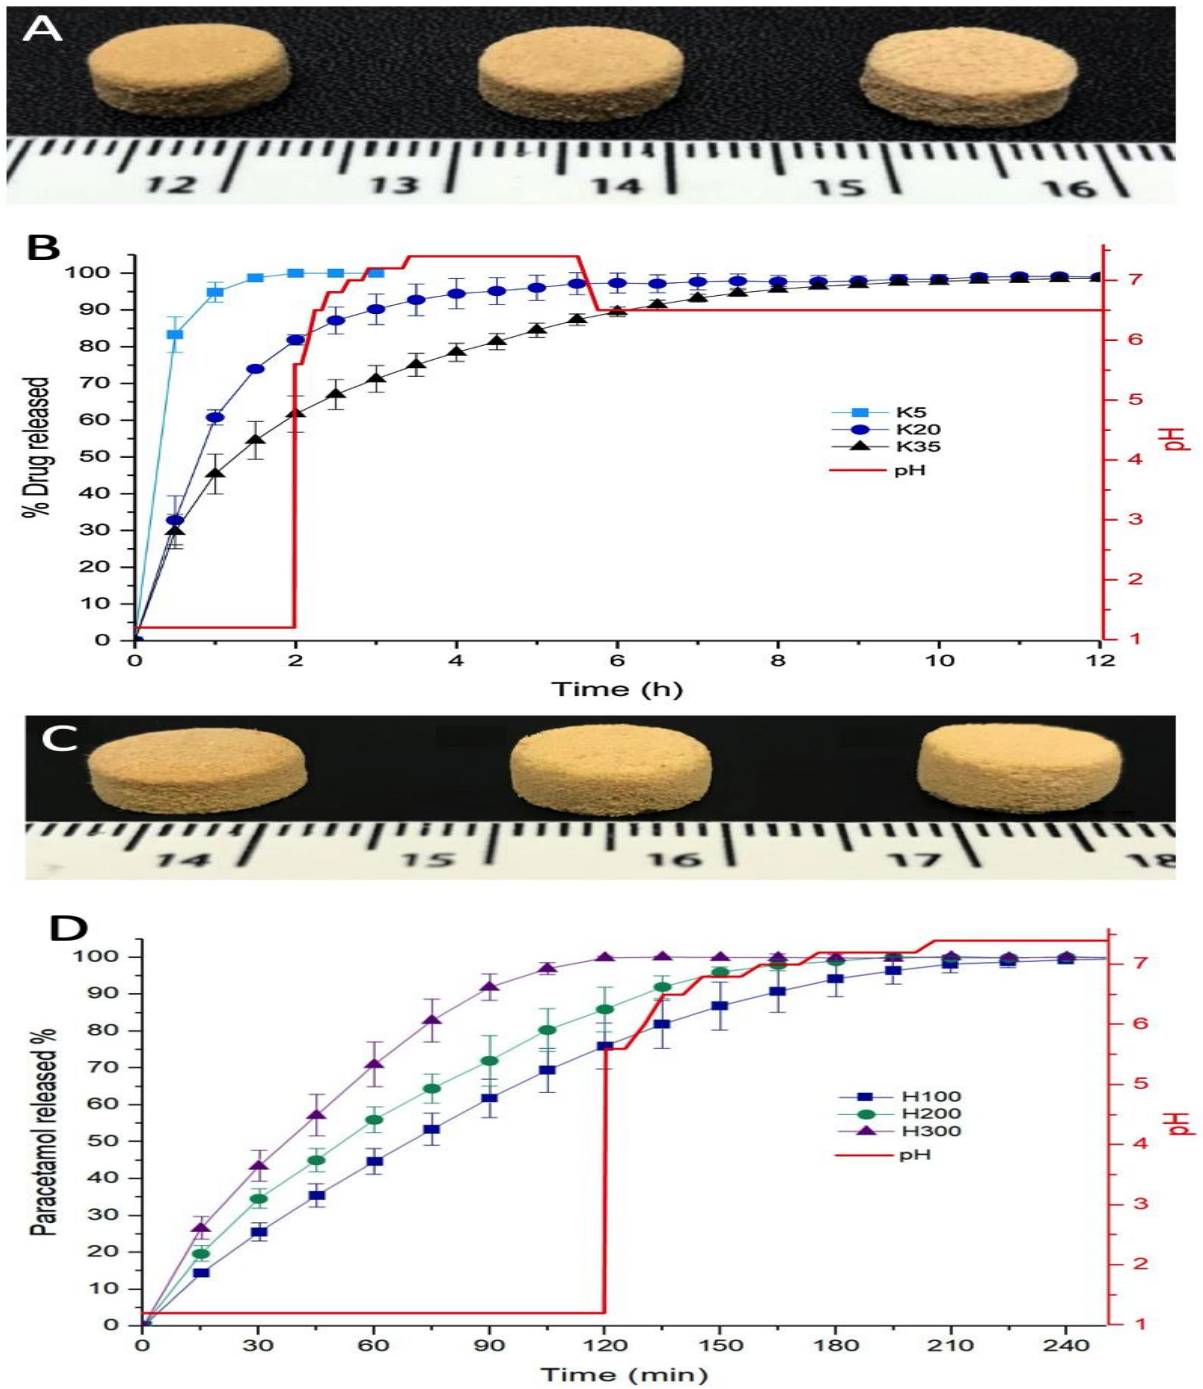 A
12 13 14 15 16
B
100
90
80
70
60
50
40
30
20
10
0
% Drug released
7
6
5
4
3
2
1
pH
K5
K20
K35
pH
0 2 4 6 8 10 12
Time (h)
C
14 15 16 17 18
D
100
90
80
70
60
50
40
30
20
10
0
Paracetamol released %
7
6
5
4
3
2
1
pH
H100
H200
H300
pH
0 30 60 90 120 150 180 210 240
Time (min)